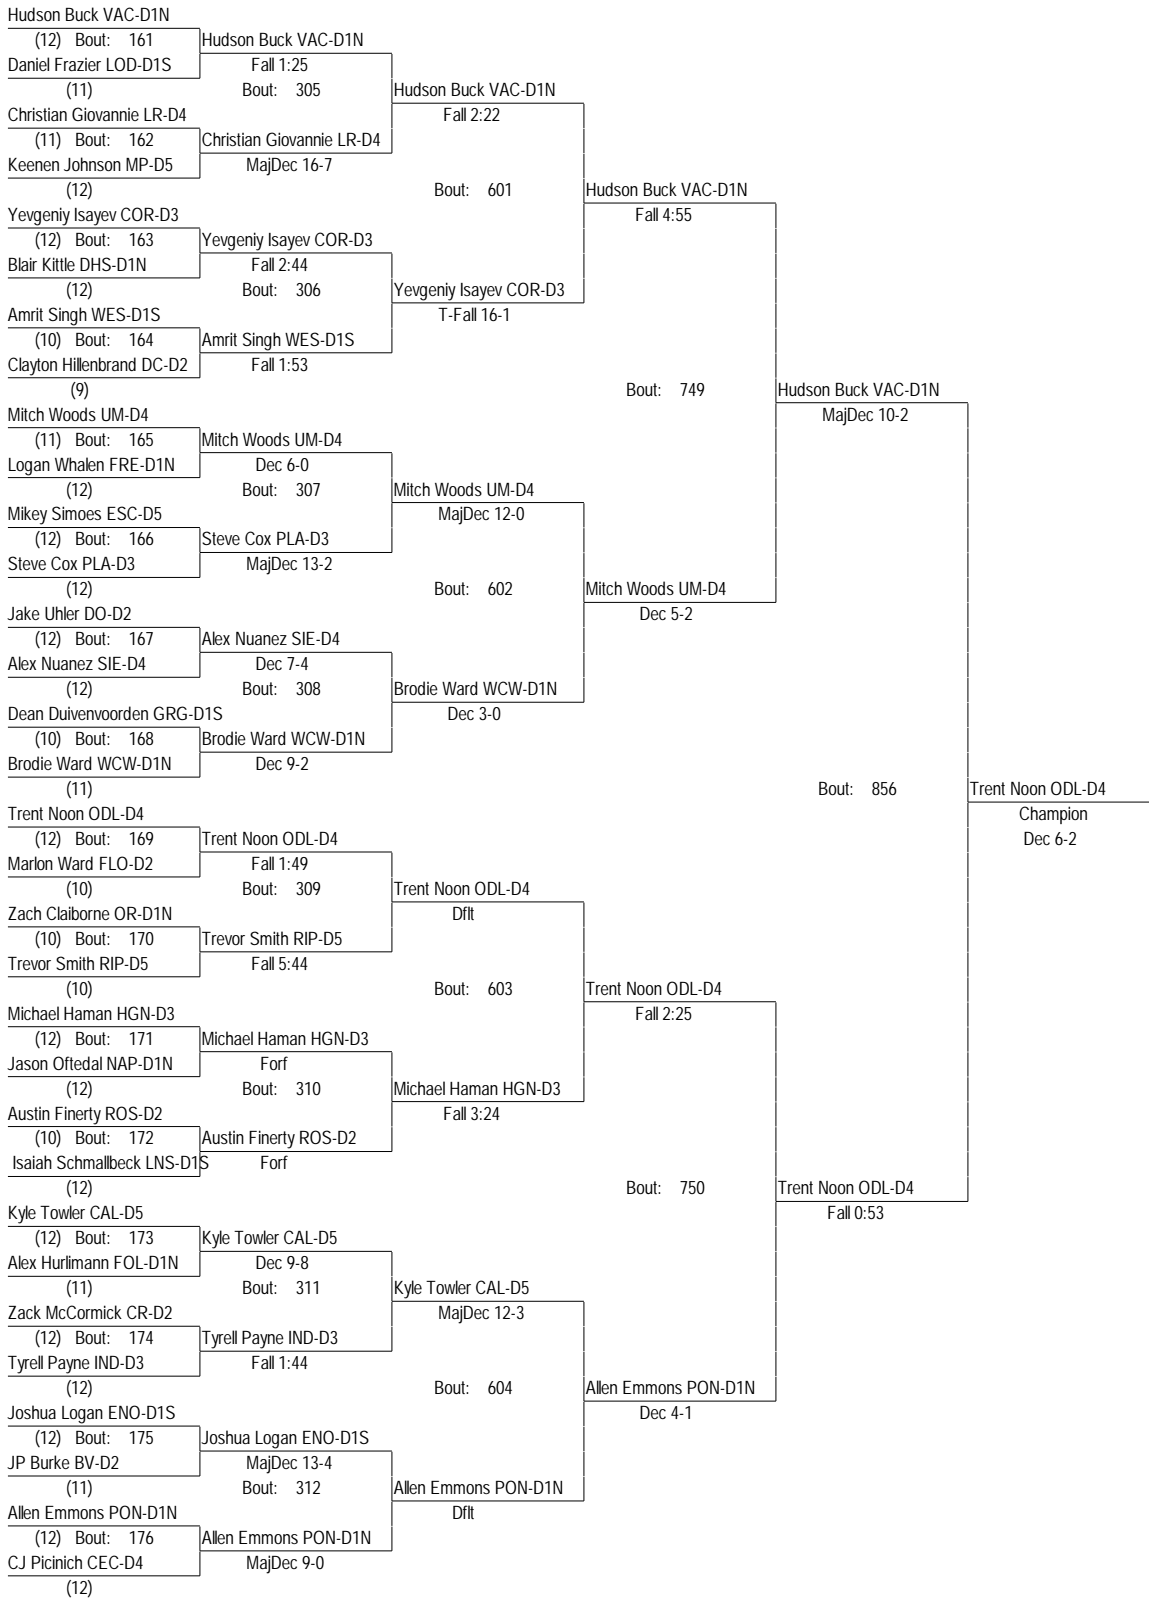 Hudson Buck VAC-D1N
(12) Bout: 161 Hudson Buck VAC-D1N
Daniel Frazier LOD-D1S Fall 1:25
(11) Bout: 305 Hudson Buck VAC-D1N
Christian Giovannie LR-D4 Fall 2:22
(11) Bout: 162 Christian Giovannie LR-D4
Keenen Johnson MP-D5 MajDec 16-7
(12) Bout: 601 Hudson Buck VAC-D1N
Yevgeniy Isayev COR-D3 Fall 4:55
(12) Bout: 163 Yevgeniy Isayev COR-D3
Blair Kittle DHS-D1N Fall 2:44
(12) Bout: 306 Yevgeniy Isayev COR-D3
Amrit Singh WES-D1S T-Fall 16-1
(10) Bout: 164 Amrit Singh WES-D1S
Clayton Hillenbrand DC-D2 Fall 1:53
(9) Bout: 749 Hudson Buck VAC-D1N
Mitch Woods UM-D4 MajDec 10-2
(11) Bout: 165 Mitch Woods UM-D4
Logan Whalen FRE-D1N Dec 6-0
(12) Bout: 307 Mitch Woods UM-D4
Mikey Simoes ESC-D5 MajDec 12-0
(12) Bout: 166 Steve Cox PLA-D3
Steve Cox PLA-D3 MajDec 13-2
(12) Bout: 602 Mitch Woods UM-D4
Jake Uhler DO-D2 Dec 5-2
(12) Bout: 167 Alex Nuanez SIE-D4
Alex Nuanez SIE-D4 Dec 7-4
(12) Bout: 308 Brodie Ward WCW-D1N
Dean Duivenvoorden GRG-D1S Dec 3-0
(10) Bout: 168 Brodie Ward WCW-D1N
Brodie Ward WCW-D1N Dec 9-2
(11) Bout: 856 Trent Noon ODL-D4
Trent Noon ODL-D4 Champion
(12) Bout: 169 Trent Noon ODL-D4 Dec 6-2
Marlon Ward FLO-D2 Fall 1:49
(10) Bout: 309 Trent Noon ODL-D4
Zach Claiborne OR-D1N Dflt
(10) Bout: 170 Trevor Smith RIP-D5
Trevor Smith RIP-D5 Fall 5:44
(10) Bout: 603 Trent Noon ODL-D4
Michael Haman HGN-D3 Fall 2:25
(12) Bout: 171 Michael Haman HGN-D3
Jason Oftedal NAP-D1N Forf
(12) Bout: 310 Michael Haman HGN-D3
Austin Finerty ROS-D2 Fall 3:24
(10) Bout: 172 Austin Finerty ROS-D2
Isaiah Schmallbeck LNS-D1S Forf
(12) Bout: 750 Trent Noon ODL-D4
Kyle Towler CAL-D5 Fall 0:53
(12) Bout: 173 Kyle Towler CAL-D5
Alex Hurlimann FOL-D1N Dec 9-8
(11) Bout: 311 Kyle Towler CAL-D5
Zack McCormick CR-D2 MajDec 12-3
(12) Bout: 174 Tyrell Payne IND-D3
Tyrell Payne IND-D3 Fall 1:44
(12) Bout: 604 Allen Emmons PON-D1N
Joshua Logan ENO-D1S Dec 4-1
(12) Bout: 175 Joshua Logan ENO-D1S
JP Burke BV-D2 MajDec 13-4
(11) Bout: 312 Allen Emmons PON-D1N
Allen Emmons PON-D1N Dflt
(12) Bout: 176 Allen Emmons PON-D1N
CJ Picinich CEC-D4 MajDec 9-0
(12)